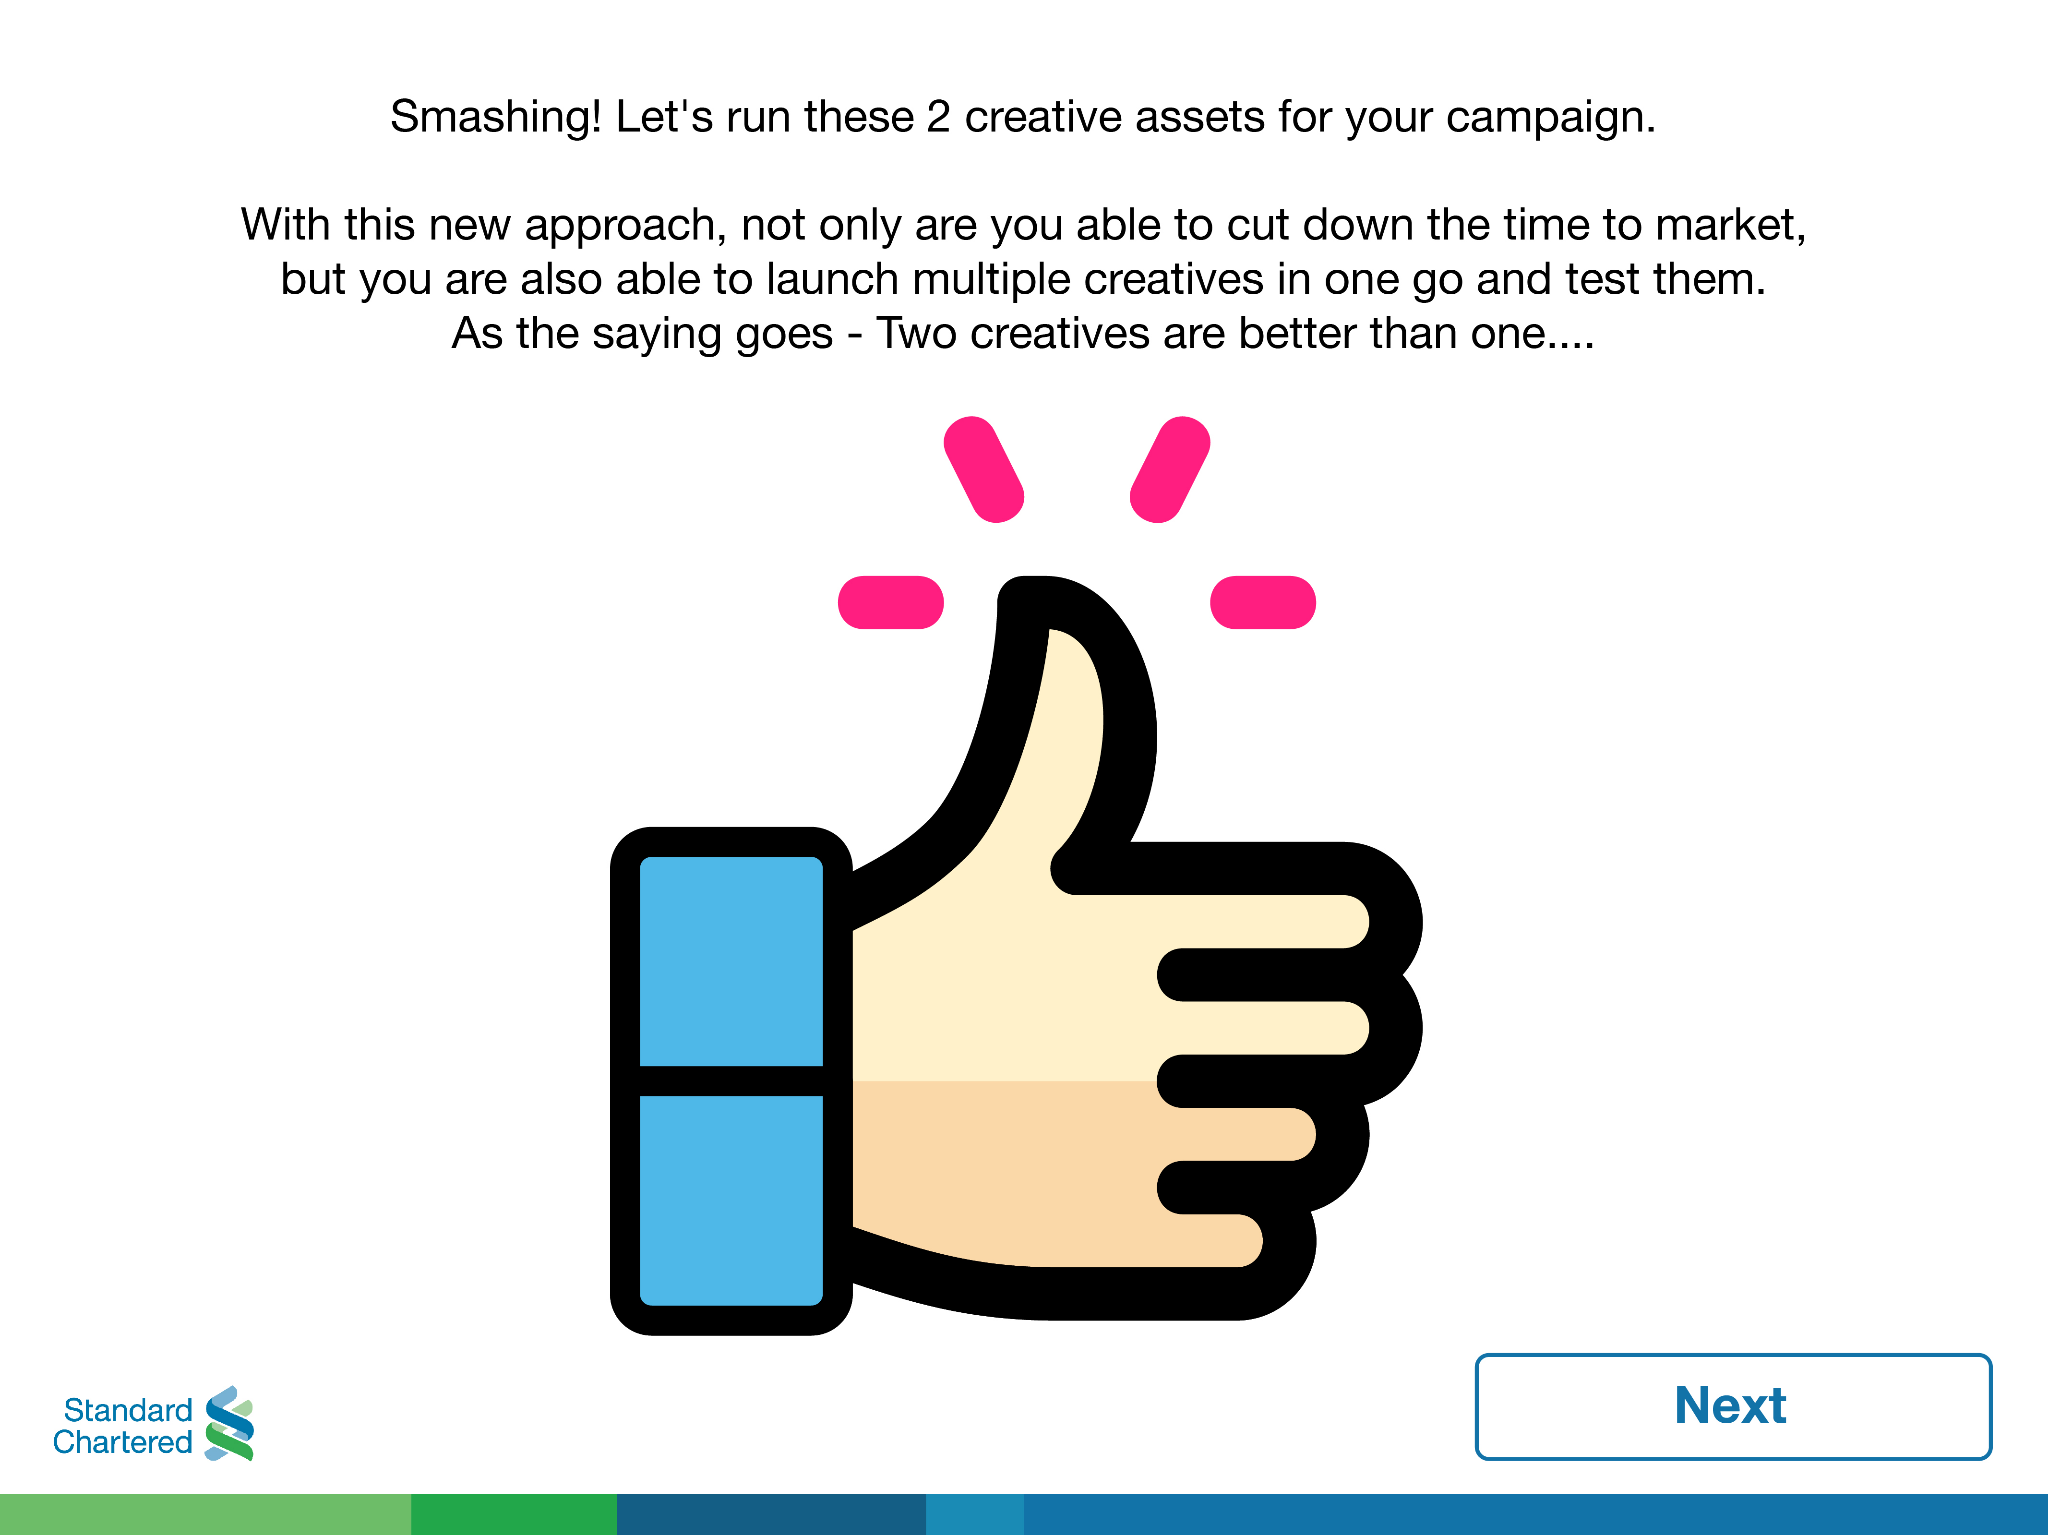 Smashing! Let's run these 2 creative assets for your campaign.
With this new approach, not only are you able to cut down the time to market,
but you are also able to launch multiple creatives in one go and test them.
As the saying goes - Two creatives are better than one....
Standard
Chartered
Next